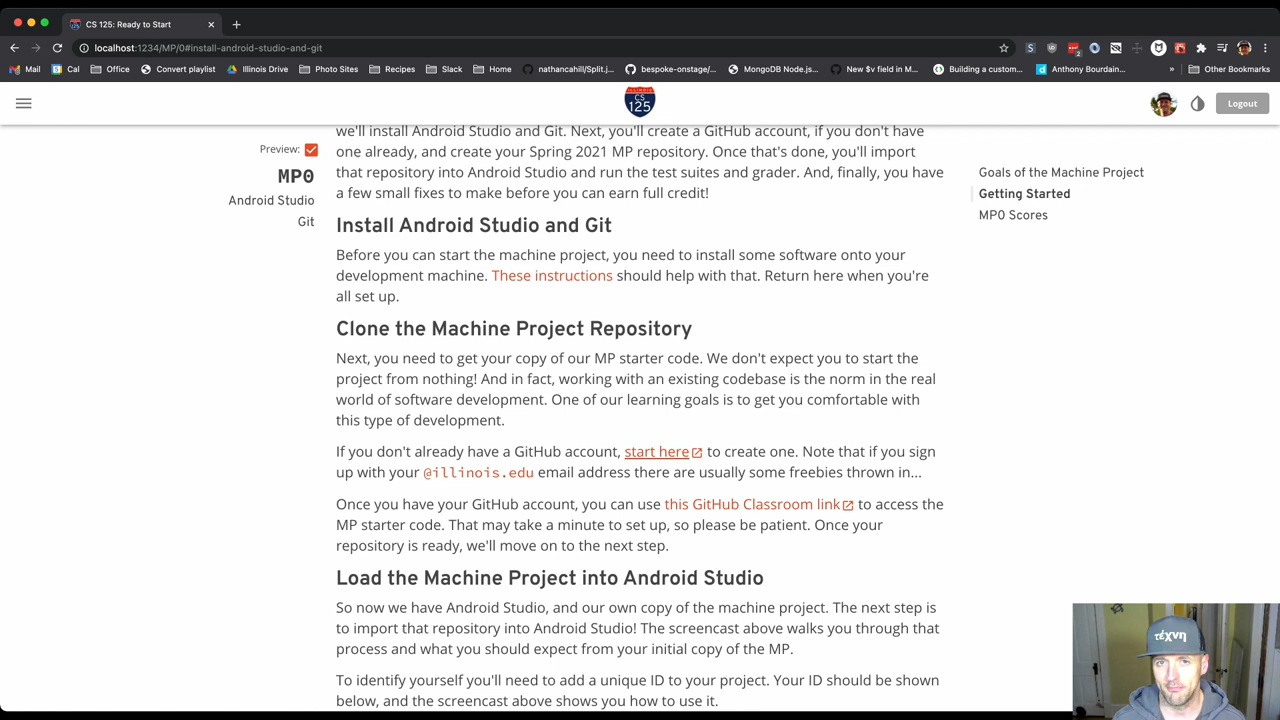 CS 125: Ready to Start
localhost:1234/MP/0#install-android-studio-and-git
Mail Cal Office Convert playlist Illinois Drive Photo Sites Recipes Slack Home nathancahill/Split.j... bespoke-onstage/... MongoDB Node.js... New $v field in M... Building a custom... Anthony Bourdain... » Other Bookmarks
ILLINOIS
CS
125
Logout
Preview:
MP0
Android Studio
Git
we'll install Android Studio and Git. Next, you'll create a GitHub account, if you don't have
one already, and create your Spring 2021 MP repository. Once that's done, you'll import
that repository into Android Studio and run the test suites and grader. And, finally, you have
a few small fixes to make before you can earn full credit!
Install Android Studio and Git
Before you can start the machine project, you need to install some software onto your
development machine. These instructions should help with that. Return here when you're
all set up.
Clone the Machine Project Repository
Next, you need to get your copy of our MP starter code. We don't expect you to start the
project from nothing! And in fact, working with an existing codebase is the norm in the real
world of software development. One of our learning goals is to get you comfortable with
this type of development.
If you don't already have a GitHub account, start here to create one. Note that if you sign
up with your @illinois.edu email address there are usually some freebies thrown in...
Once you have your GitHub account, you can use this GitHub Classroom link to access the
MP starter code. That may take a minute to set up, so please be patient. Once your
repository is ready, we'll move on to the next step.
Load the Machine Project into Android Studio
So now we have Android Studio, and our own copy of the machine project. The next step is
to import that repository into Android Studio! The screencast above walks you through that
process and what you should expect from your initial copy of the MP.
To identify yourself you'll need to add a unique ID to your project. Your ID should be shown
below, and the screencast above shows you how to use it.
Goals of the Machine Project
Getting Started
MP0 Scores
τέχνη